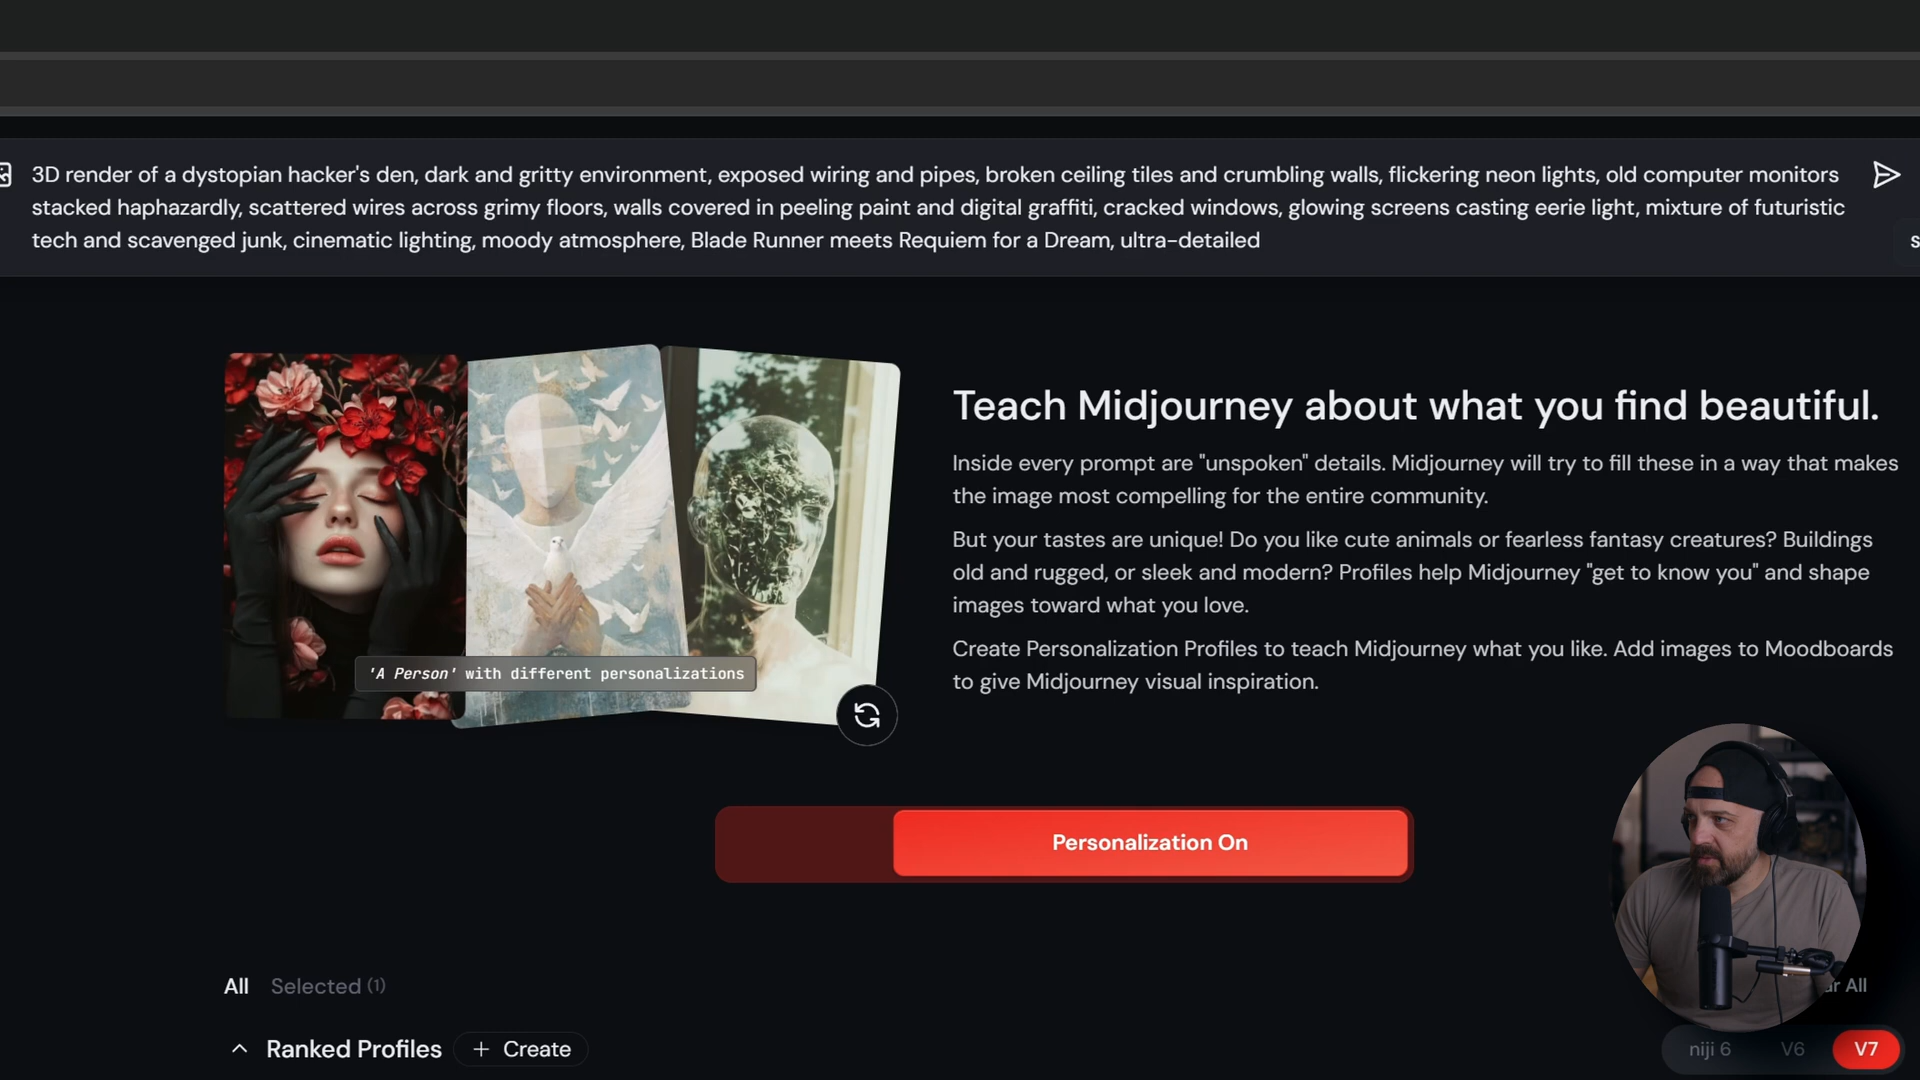 3D render of a dystopian hacker's den, dark and gritty environment, exposed wiring and pipes, broken ceiling tiles and crumbling walls, flickering neon lights, old computer monitors
stacked haphazardly, scattered wires across grimy floors, walls covered in peeling paint and digital graffiti, cracked windows, glowing screens casting eerie light, mixture of futuristic
tech and scavenged junk, cinematic lighting, moody atmosphere, Blade Runner meets Requiem for a Dream, ultra-detailed
Teach Midjourney about what you find beautiful.
Inside every prompt are "unspoken" details. Midjourney will try to fill these in a way that makes
the image most compelling for the entire community.
But your tastes are unique! Do you like cute animals or fearless fantasy creatures? Buildings
old and rugged, or sleek and modern? Profiles help Midjourney "get to know you" and shape
images toward what you love.
Create Personalization Profiles to teach Midjourney what you like. Add images to Moodboards
to give Midjourney visual inspiration.
'A Person' with different personalizations
Personalization On
All Selected (1)
All
Ranked Profiles + Create
niji 6 V6 V7